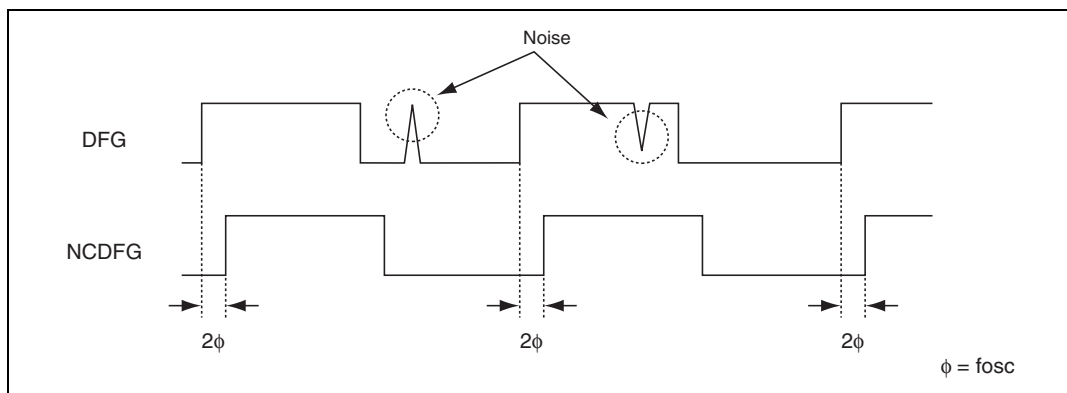 Noise
DFG
NCDFG
2ϕ 2ϕ 2ϕ
ϕ = fosc